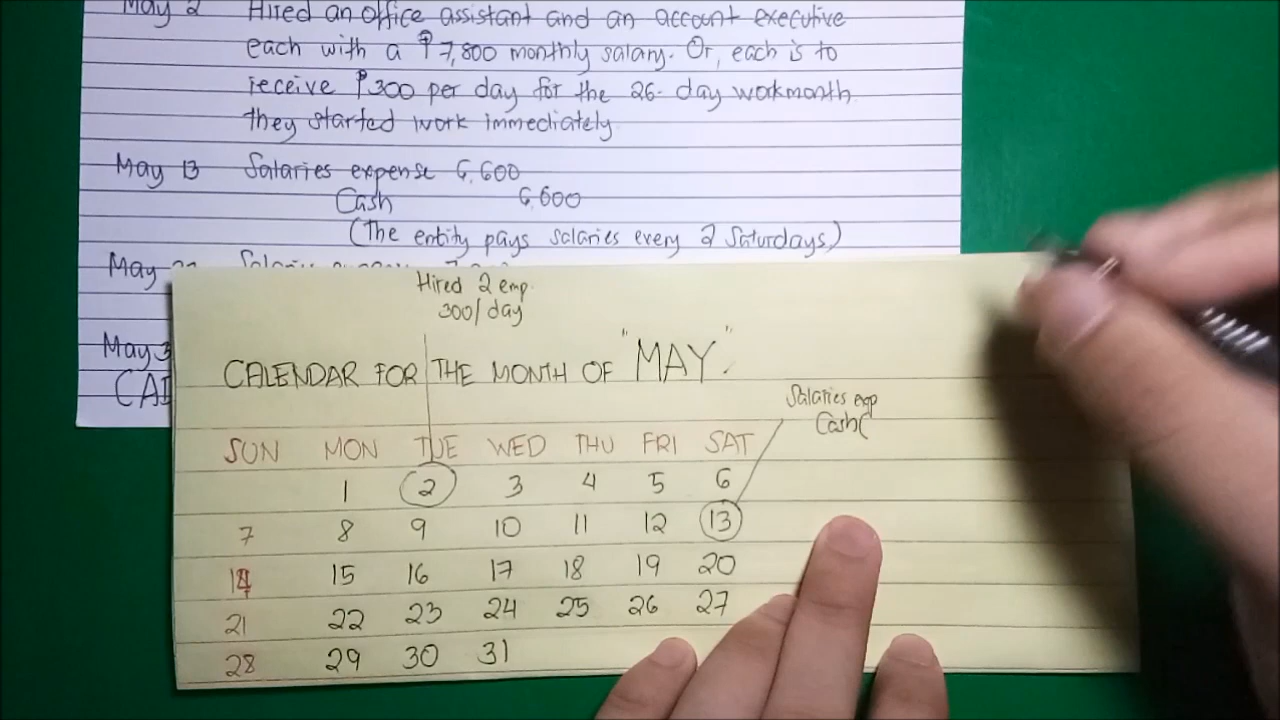 May 2 Hired an office assistant and an account executive
each with a ₱7,800 monthly salary. Or, each is to
receive ₱300 per day for the 26-day workmonth.
they started work immediately
May 13 Salaries expense 6,600
Cash 6,600
(The entity pays salaries every 2 Saturdays)
May
May 3
Hired 2 emp.
300/day
CALENDAR FOR THE MONTH OF "MAY".
Salaries exp
Cash(
SUN MON TUE WED THU FRI SAT
1 2 3 4 5 6
7 8 9 10 11 12 13
14 15 16 17 18 19 20
21 22 23 24 25 26 27
28 29 30 31